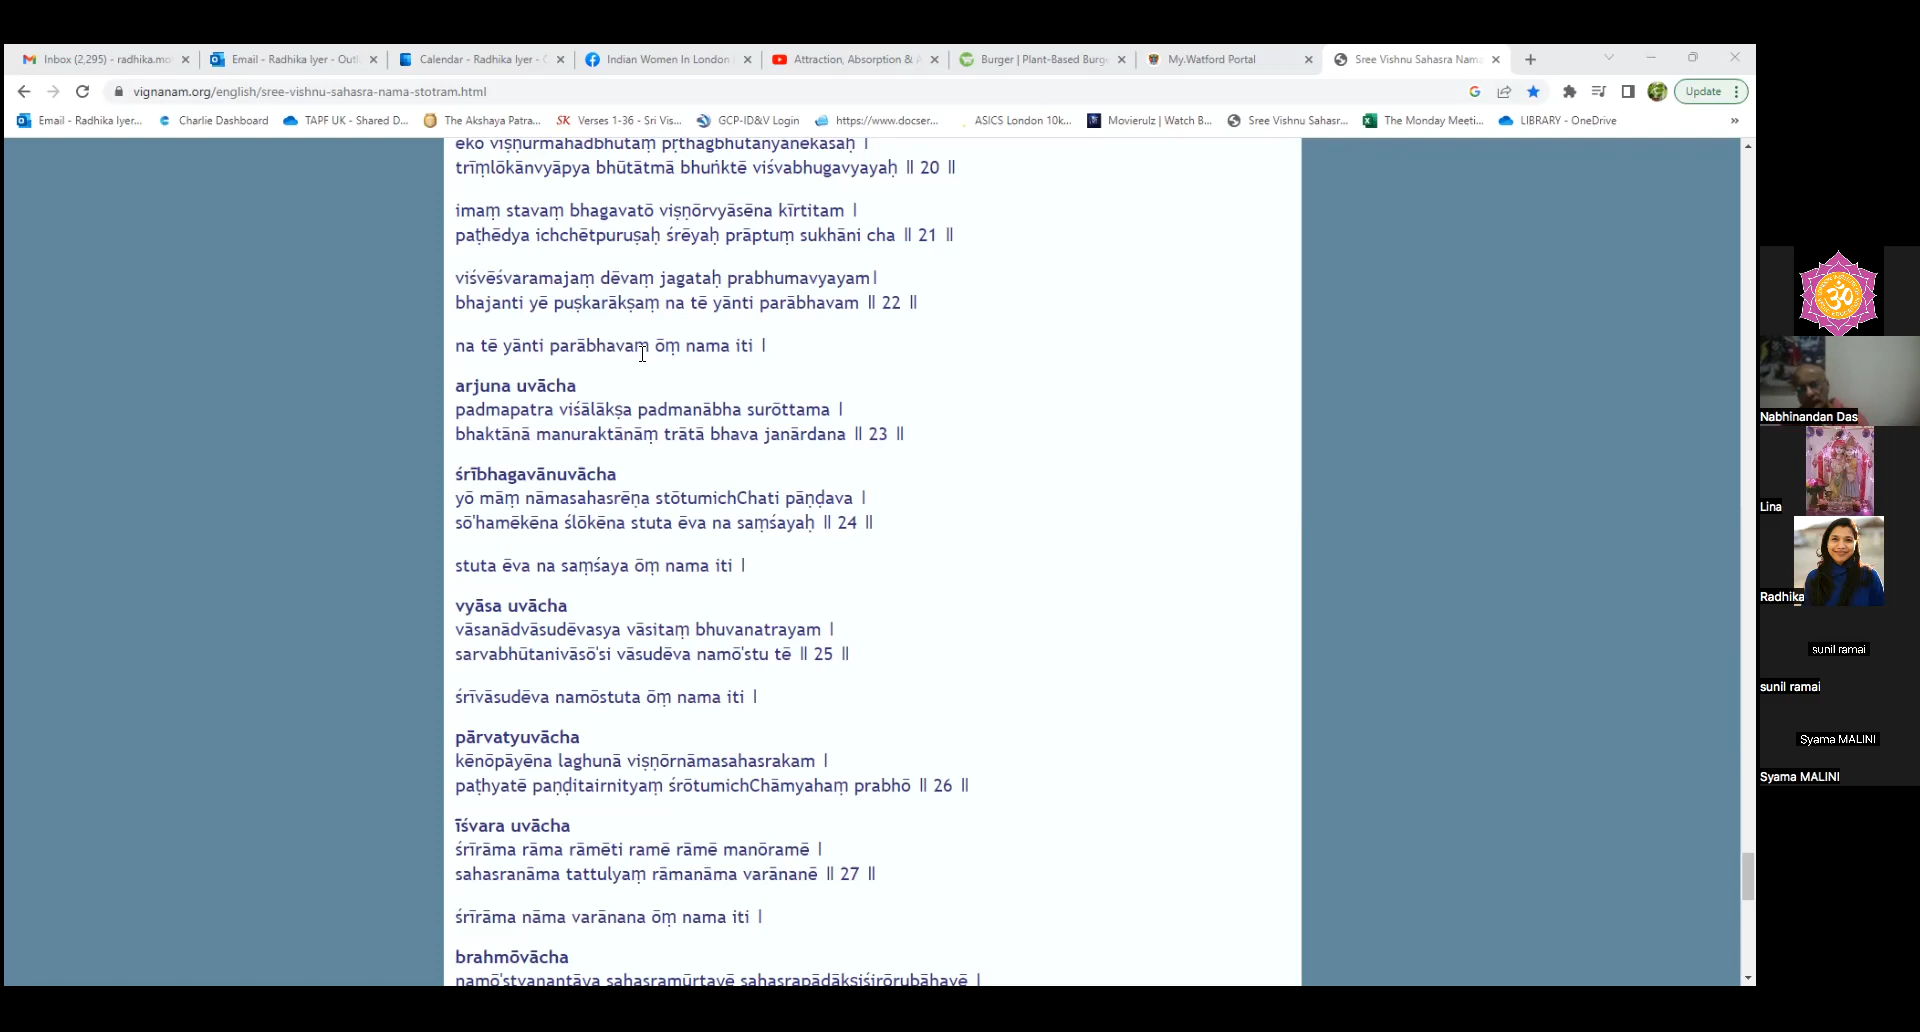 Inbox (2,295) - radhika.mo
Email - Radhika Iyer - Outl
Calendar - Radhika Iyer -
Indian Women In London
Attraction, Absorption &
Burger | Plant-Based Burg
My.Watford Portal
Sree Vishnu Sahasra Nam
vignanam.org/english/sree-vishnu-sahasra-nama-stotram.html
Update
Email - Radhika Iyer...
Charlie Dashboard
TAPF UK - Shared D...
The Akshaya Patra...
SK Verses 1-36 - Sri Vis...
GCP-ID&V Login
https://www.docser...
ASICS London 10k...
Movierulz | Watch B...
Sree Vishnu Sahasr...
The Monday Meeti...
LIBRARY - OneDrive
»
ēkō viṣṇurmahadbhūtaṃ pṛthagbhūtānyanēkaśaḥ |
trīṃlōkānvyāpya bhūtātmā bhuṅktē viśvabhugavyayaḥ ‖ 20 ‖
imaṃ stavaṃ bhagavatō viṣṇōrvyāsēna kīrtitam |
paṭhēdya ichchētpuruṣaḥ śrēyaḥ prāptuṃ sukhāni cha ‖ 21 ‖
viśvēśvaramajaṃ dēvaṃ jagataḥ prabhumavyayam|
bhajanti yē puṣkarākṣaṃ na tē yānti parābhavam ‖ 22 ‖
na tē yānti parābhavam ōṃ nama iti |
arjuna uvācha
padmapatra viśālākṣa padmanābha surōttama |
bhaktānā manuraktānāṃ trātā bhava janārdana ‖ 23 ‖
śrībhagavānuvācha
yō māṃ nāmasahasrēṇa stōtumichChati pāṇḍava |
sō'hamēkēna ślōkēna stuta ēva na saṃśayaḥ ‖ 24 ‖
stuta ēva na saṃśaya ōṃ nama iti |
vyāsa uvācha
vāsanādvāsudēvasya vāsitaṃ bhuvanatrayam |
sarvabhūtanivāsō'si vāsudēva namō'stu tē ‖ 25 ‖
śrīvāsudēva namōstuta ōṃ nama iti |
pārvatyuvācha
kēnōpāyēna laghunā viṣṇōrnāmasahasrakam |
paṭhyatē paṇḍitairnityaṃ śrōtumichChāmyahaṃ prabhō ‖ 26 ‖
īśvara uvācha
śrīrāma rāma rāmēti ramē rāmē manōramē |
sahasranāma tattulyaṃ rāmanāma varānanē ‖ 27 ‖
śrīrāma nāma varānana ōṃ nama iti |
brahmōvācha
namō'stvanantāya sahasramūrtayē sahasrapādākṣiśirōrubāhavē |
ॐ
Nabhinandan Das
Lina
Radhika
sunil ramai
sunil ramai
Syama MALINI
Syama MALINI